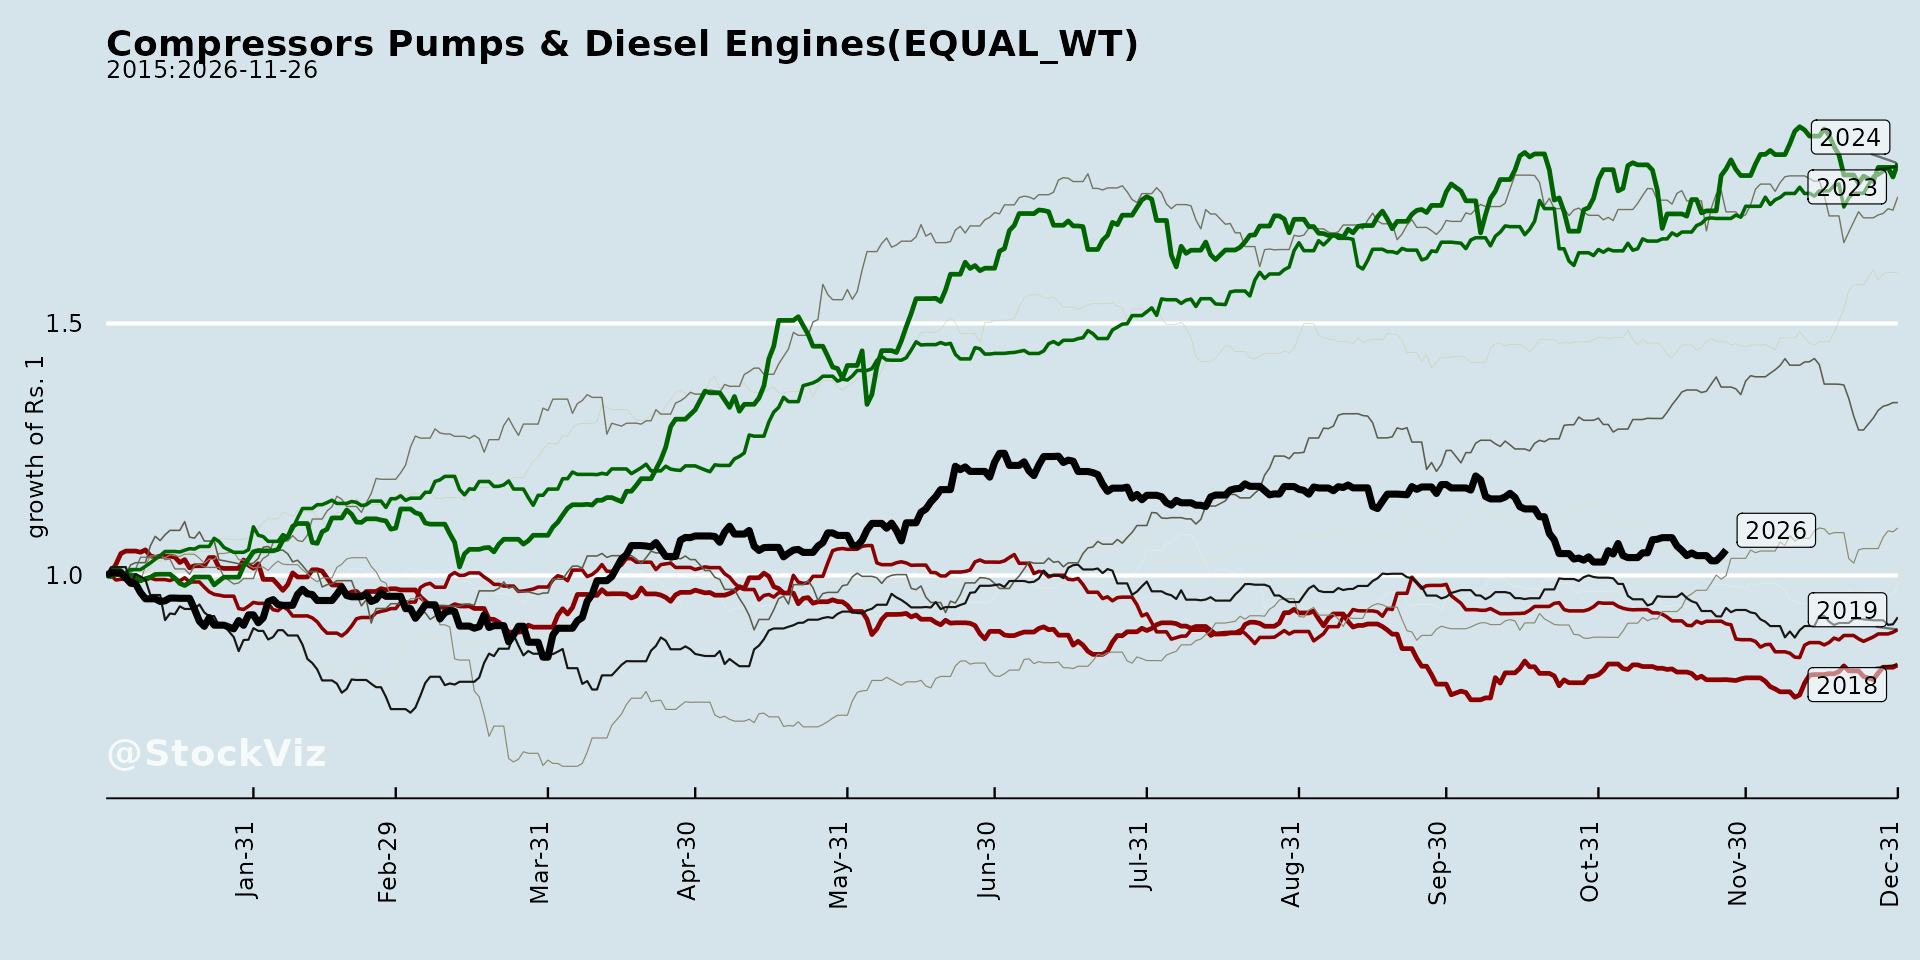 Compressors Pumps & Diesel Engines(EQUAL_WT)
2015:2026-11-26
2024
2023
1.5
growth of Rs. 1
2026
1.0
2019
2018
@StockViz
Jan-31
Feb-29
Mar-31
Apr-30
May-31
Jun-30
Jul-31
Aug-31
Sep-30
Oct-31
Nov-30
Dec-31